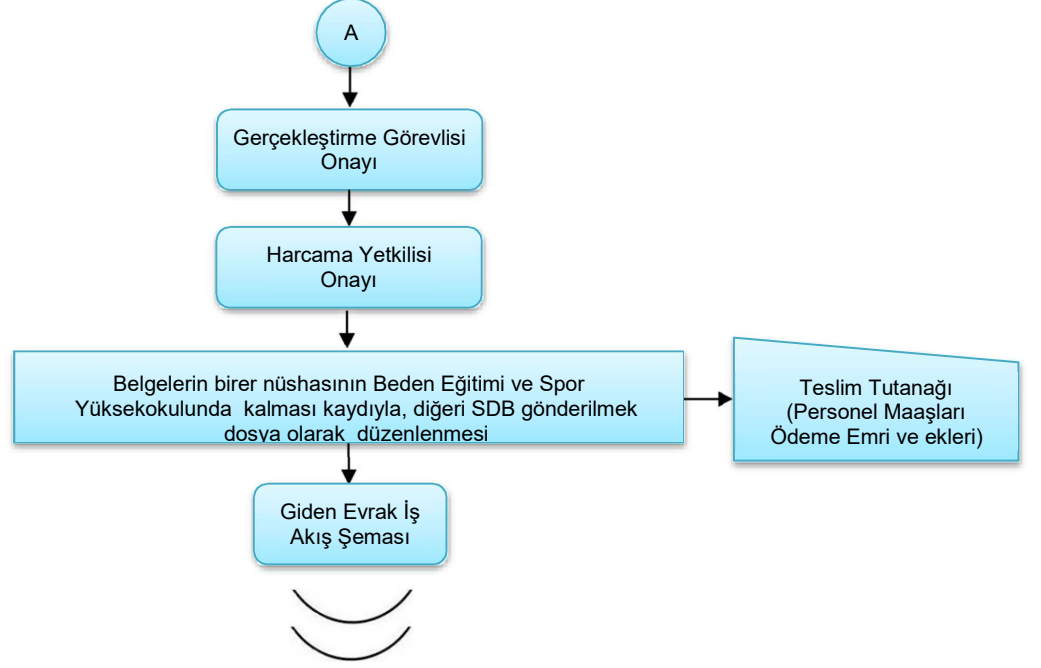 A
Gerçekleştirme Görevlisi
Onayı
Harcama Yetkilisi
Onayı
Belgelerin birer nüshasının Beden Eğitimi ve Spor
Yüksekokulunda kalması kaydıyla, diğeri SDB gönderilmek
dosya olarak düzenlenmesi
Teslim Tutanağı
(Personel Maaşları
Ödeme Emri ve ekleri)
Giden Evrak İş
Akış Şeması